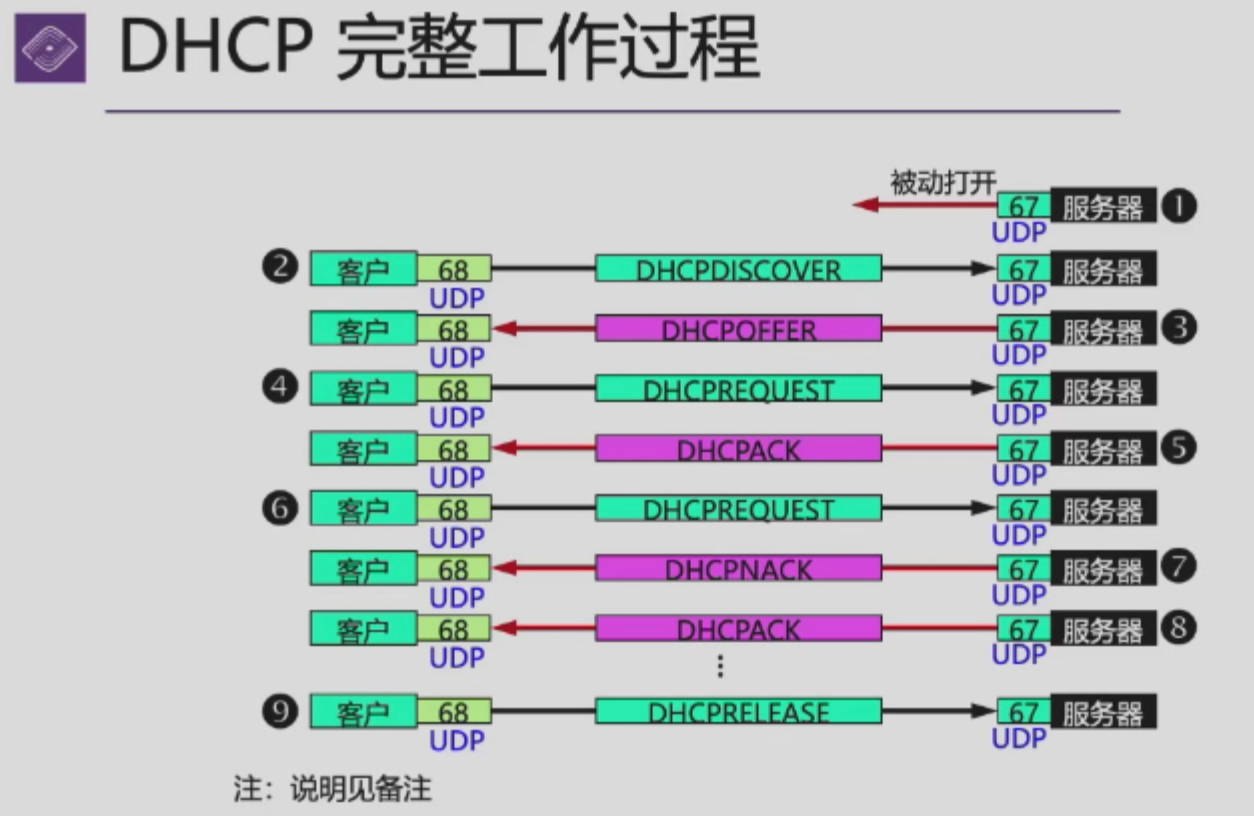 DHCP 完整工作过程
被动打开
67 服务器 ❶
UDP
❷ 客户 68 DHCPDISCOVER 67 服务器
UDP UDP
客户 68 DHCPOFFER 67 服务器 ❸
UDP UDP
❹ 客户 68 DHCPREQUEST 67 服务器
UDP UDP
客户 68 DHCPACK 67 服务器 ❺
UDP UDP
❻ 客户 68 DHCPREQUEST 67 服务器
UDP UDP
客户 68 DHCPNACK 67 服务器 ❼
UDP UDP
客户 68 DHCPACK 67 服务器 ❽
UDP UDP
⋮
❾ 客户 68 DHCPRELEASE 67 服务器
UDP UDP
注：说明见备注